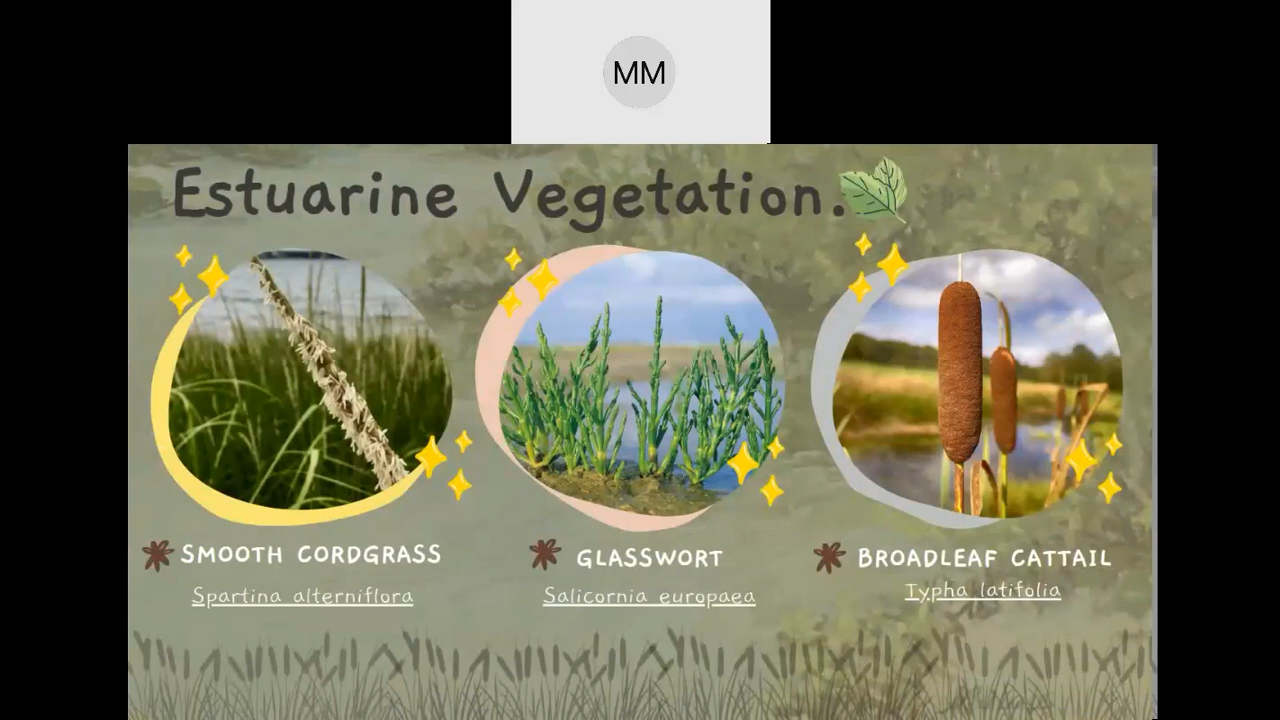 MM
Estuarine Vegetation.
SMOOTH CORDGRASS
Spartina alterniflora
GLASSWORT
Salicornia europaea
BROADLEAF CATTAIL
Typha latifolia